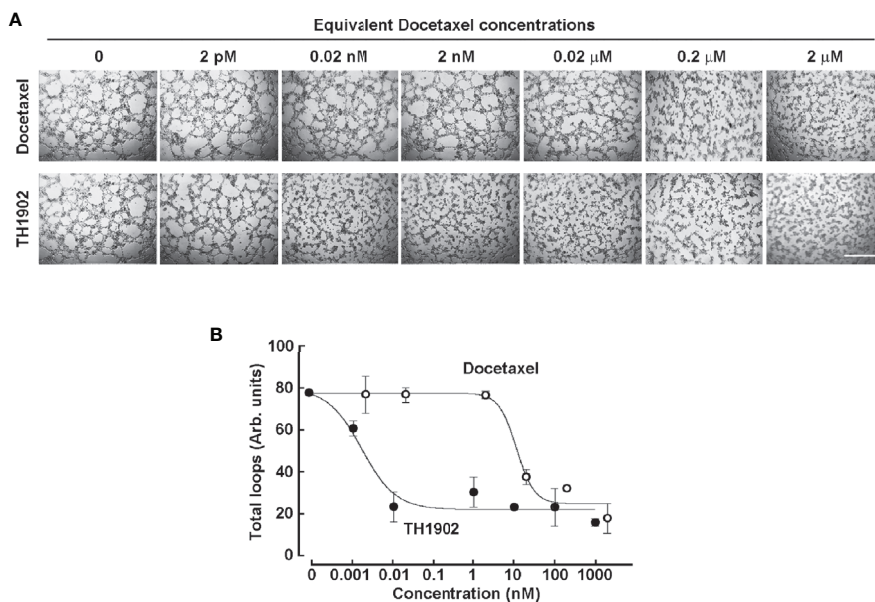 A
Equivalent Docetaxel concentrations
0 2 pM 0.02 nM 2 nM 0.02 μM 0.2 μM 2 μM
Docetaxel
TH1902
B
100
80
60
40
20
0
Total loops (Arb. units)
Docetaxel
TH1902
0 0.001 0.01 0.1 1 10 100 1000
Concentration (nM)